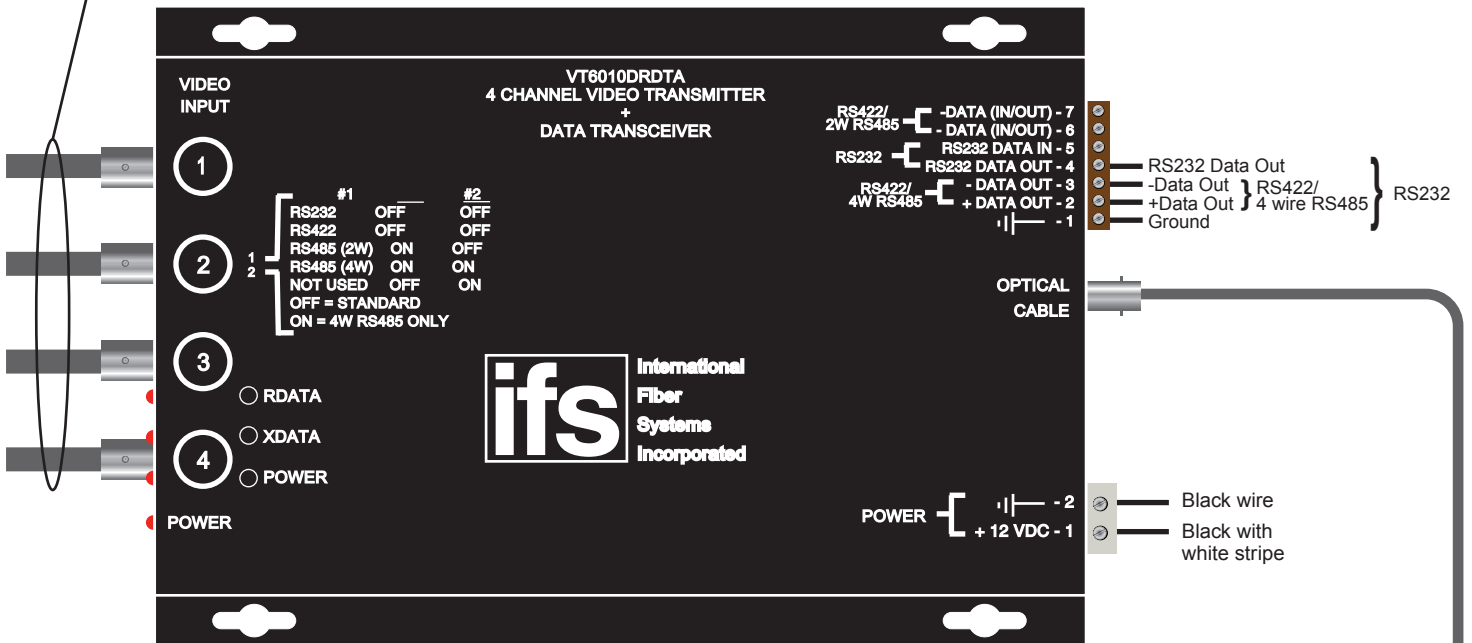 VIDEO
INPUT
VT6010DRDTA
4 CHANNEL VIDEO TRANSMITTER
+
DATA TRANSCEIVER
1
2
3
4
#1 #2
RS232 OFF OFF
RS422 OFF OFF
RS485 (2W) ON OFF
RS485 (4W) ON ON
NOT USED OFF ON
OFF = STANDARD
ON = 4W RS485 ONLY
1
2
RDATA
XDATA
POWER
POWER
ifs
International
Fiber
Systems
Incorporated
RS422/
2W RS485
-DATA (IN/OUT) - 7
- DATA (IN/OUT) - 6
RS232
RS232 DATA IN - 5
RS232 DATA OUT - 4
RS422/
4W RS485
- DATA OUT - 3
+ DATA OUT - 2
- 1
RS232 Data Out
-Data Out
+Data Out
Ground
RS422/
4 wire RS485
RS232
OPTICAL
CABLE
POWER
- 2
+ 12 VDC - 1
Black wire
Black with
white stripe